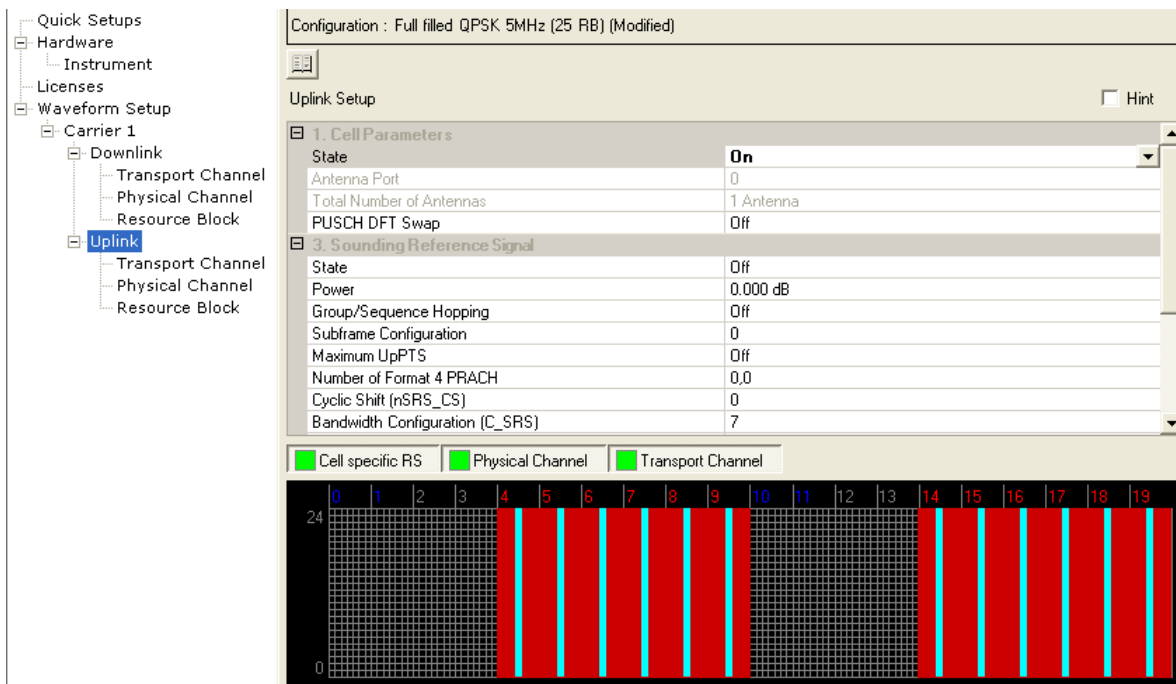 Quick Setups
Hardware
Instrument
Licenses
Waveform Setup
Carrier 1
Downlink
Transport Channel
Physical Channel
Resource Block
Uplink
Transport Channel
Physical Channel
Resource Block
Configuration : Full filled QPSK 5MHz (25 RB) (Modified)
Uplink Setup Hint
1. Cell Parameters
State On
Antenna Port 0
Total Number of Antennas 1 Antenna
PUSCH DFT Swap Off
3. Sounding Reference Signal
State Off
Power 0.000 dB
Group/Sequence Hopping Off
Subframe Configuration 0
Maximum UpPTS Off
Number of Format 4 PRACH 0,0
Cyclic Shift (nSRS_CS) 0
Bandwidth Configuration (C_SRS) 7
Cell specific RS Physical Channel Transport Channel
0 1 2 3 4 5 6 7 8 9 10 11 12 13 14 15 16 17 18 19
24
0